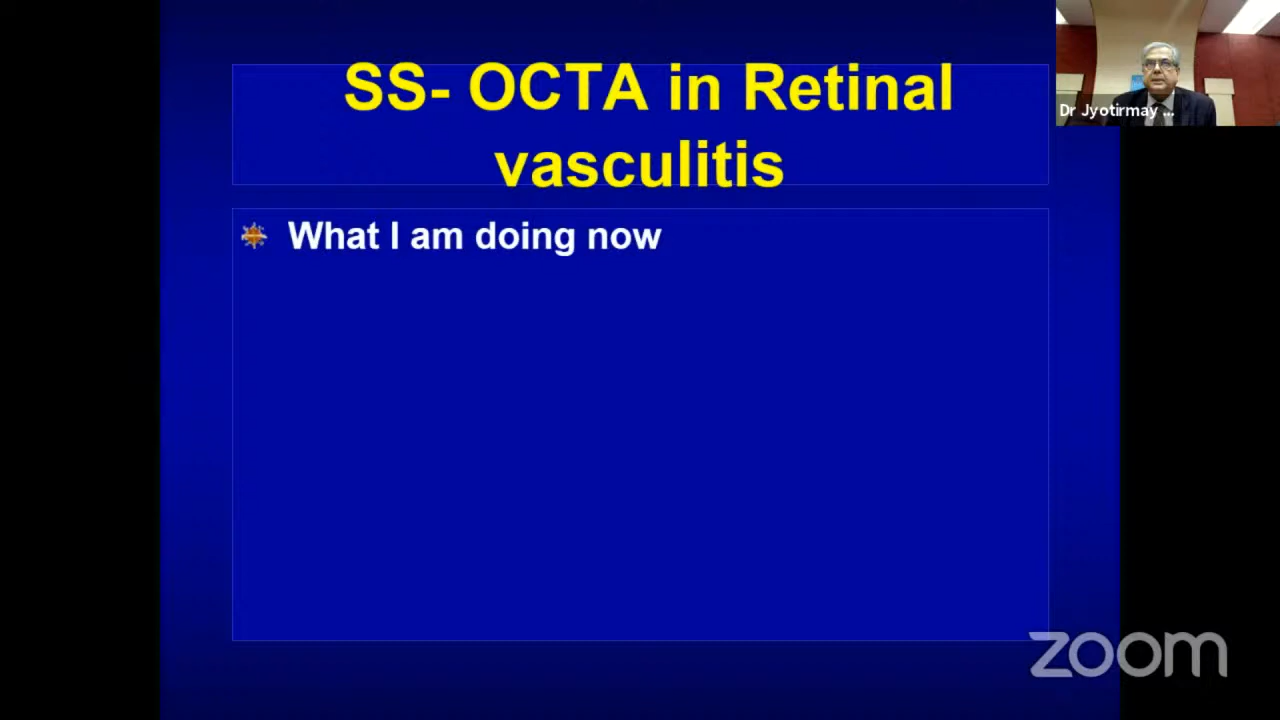 SS- OCTA in Retinal
vasculitis
What I am doing now
Dr Jyotirmay ...
zoom